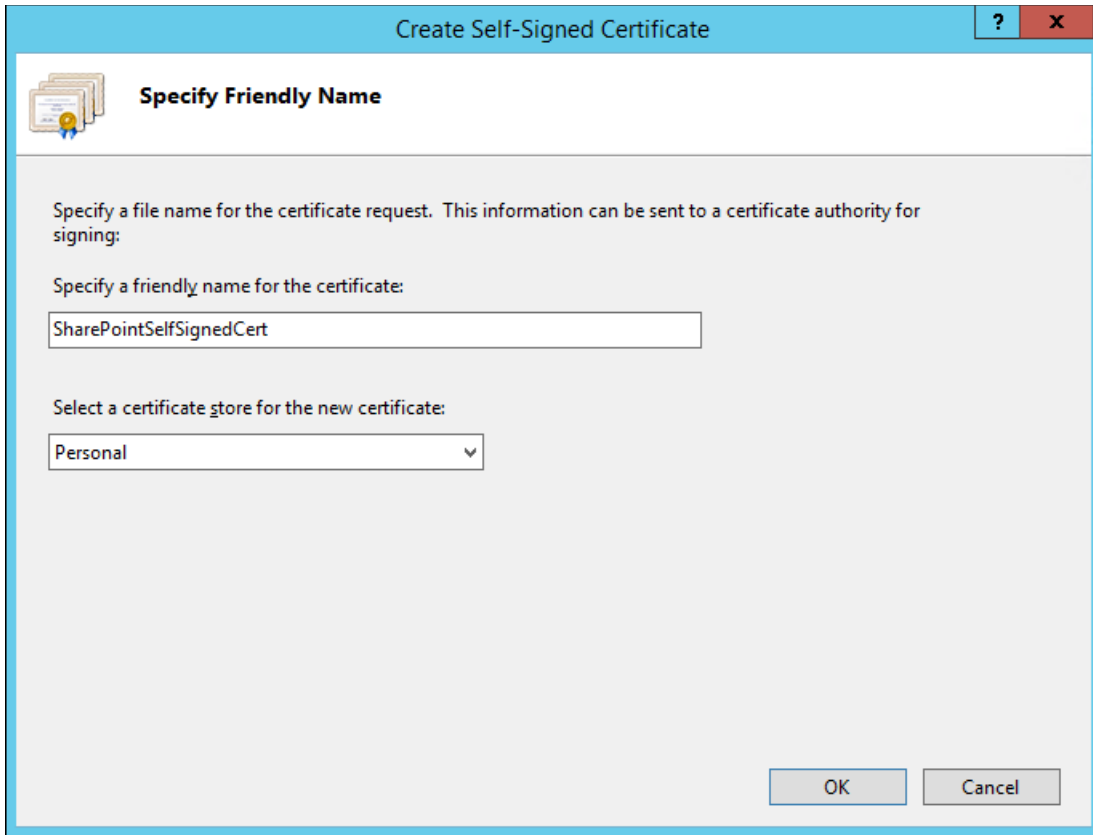 Create Self-Signed Certificate
?
x
Specify Friendly Name
Specify a file name for the certificate request.  This information can be sent to a certificate authority for
signing:
Specify a friendly name for the certificate:
SharePointSelfSignedCert
Select a certificate store for the new certificate:
Personal
OK
Cancel